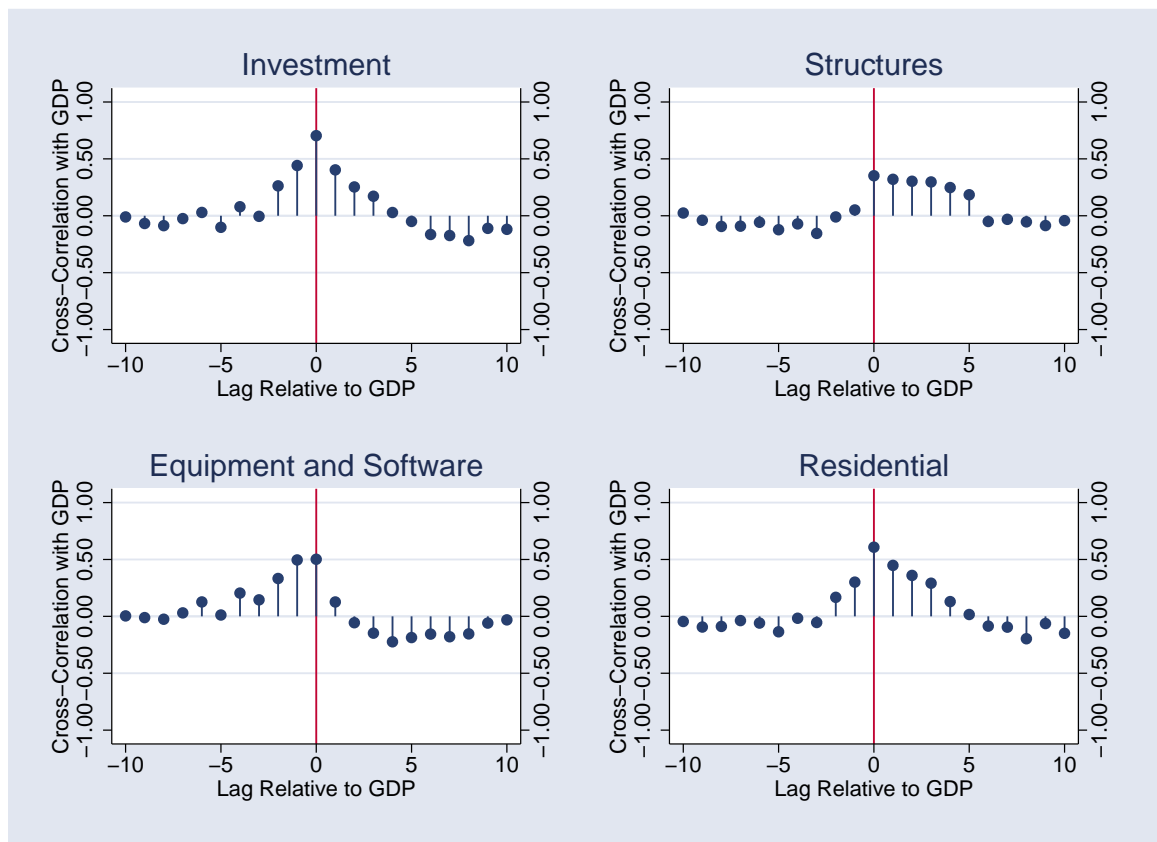 Investment
Cross−Correlation with GDP
−1.00 −0.50 0.00 0.50 1.00
−1.00 −0.50 0.00 0.50 1.00
−10 −5 0 5 10
Lag Relative to GDP
Structures
Cross−Correlation with GDP
−1.00 −0.50 0.00 0.50 1.00
−1.00 −0.50 0.00 0.50 1.00
−10 −5 0 5 10
Lag Relative to GDP
Equipment and Software
Cross−Correlation with GDP
−1.00 −0.50 0.00 0.50 1.00
−1.00 −0.50 0.00 0.50 1.00
−10 −5 0 5 10
Lag Relative to GDP
Residential
Cross−Correlation with GDP
−1.00 −0.50 0.00 0.50 1.00
−1.00 −0.50 0.00 0.50 1.00
−10 −5 0 5 10
Lag Relative to GDP